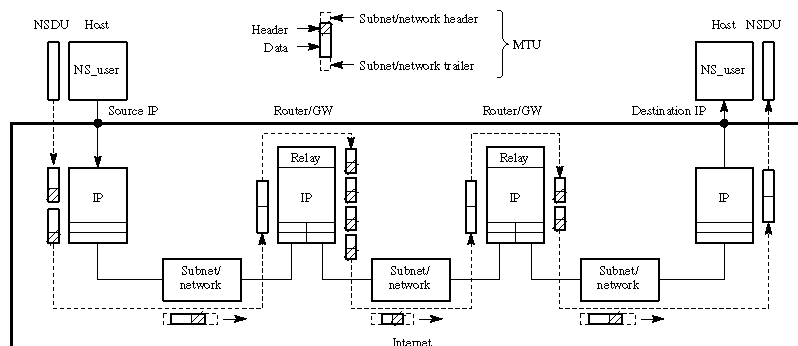 NSDU
Host
NS_user
Header
Data
Subnet/network header
Subnet/network trailer
MTU
Host
NSDU
NS_user
Source IP
Router/GW
Router/GW
Destination IP
IP
Relay
IP
Relay
IP
IP
Subnet/
network
Subnet/
network
Subnet/
network
Internet